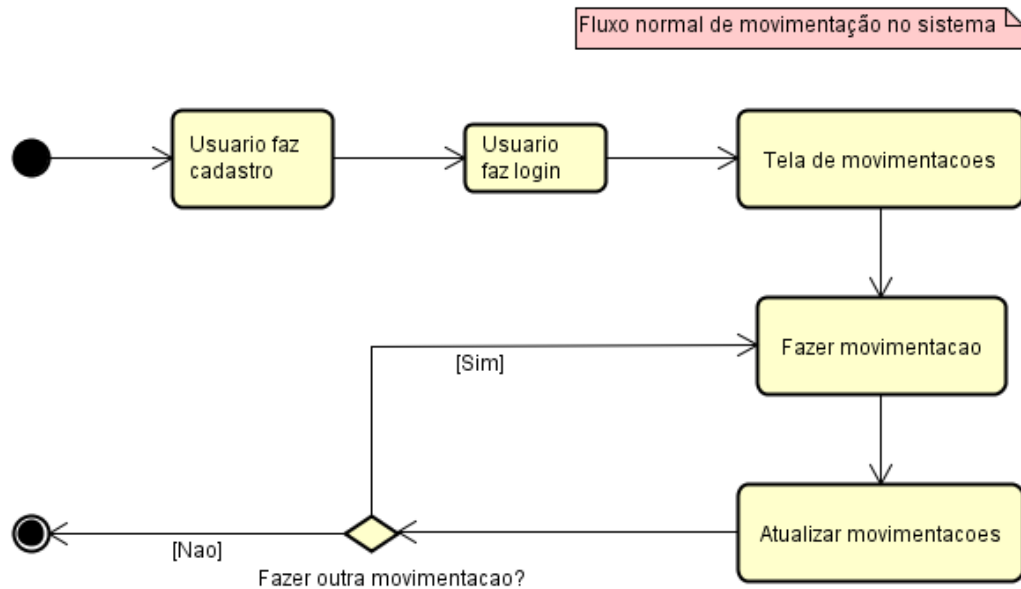 Fluxo normal de movimentação no sistema
Usuario faz
cadastro
Usuario
faz login
Tela de movimentacoes
Fazer movimentacao
[Sim]
Atualizar movimentacoes
[Nao]
Fazer outra movimentacao?